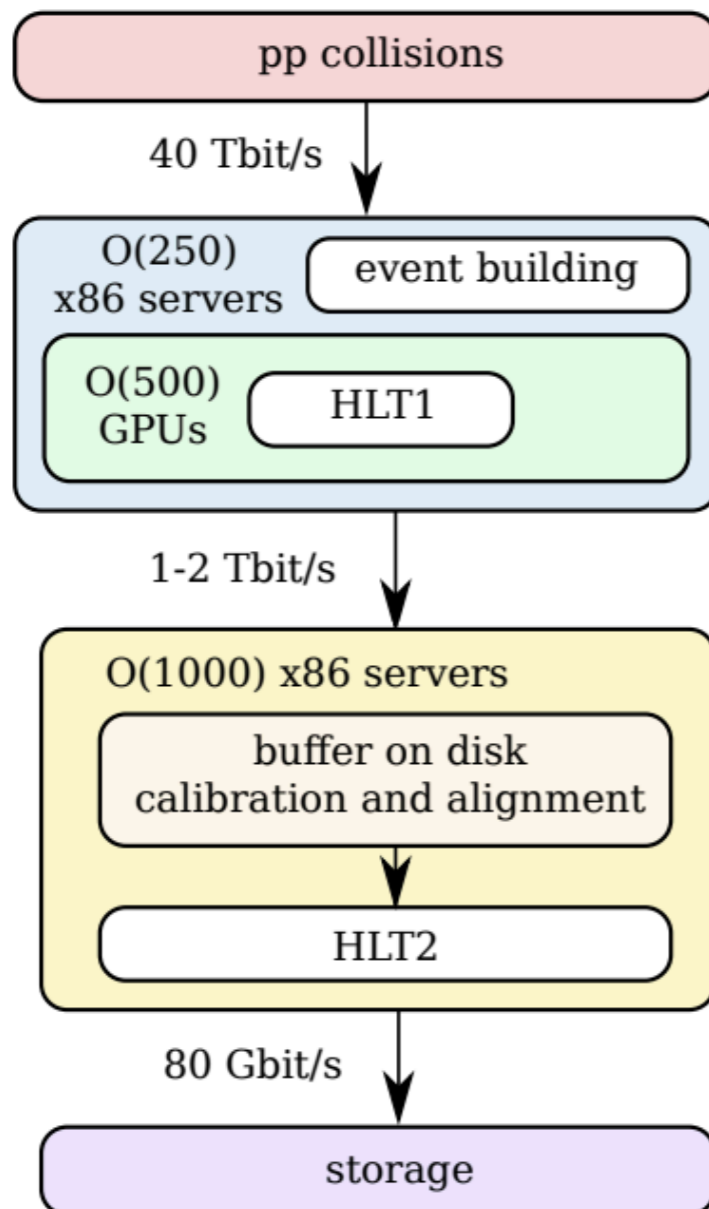 pp collisions
40 Tbit/s
O(250)
x86 servers
event building
O(500)
GPUs
HLT1
1-2 Tbit/s
O(1000) x86 servers
buffer on disk
calibration and alignment
HLT2
80 Gbit/s
storage